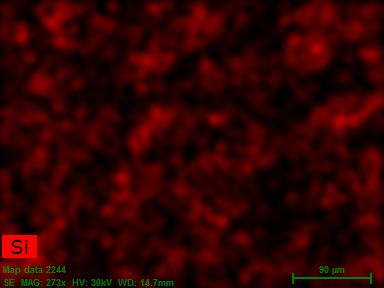 Si
Map data 2244
SE MAG: 273x HV: 30kV WD: 14.7mm
90 µm